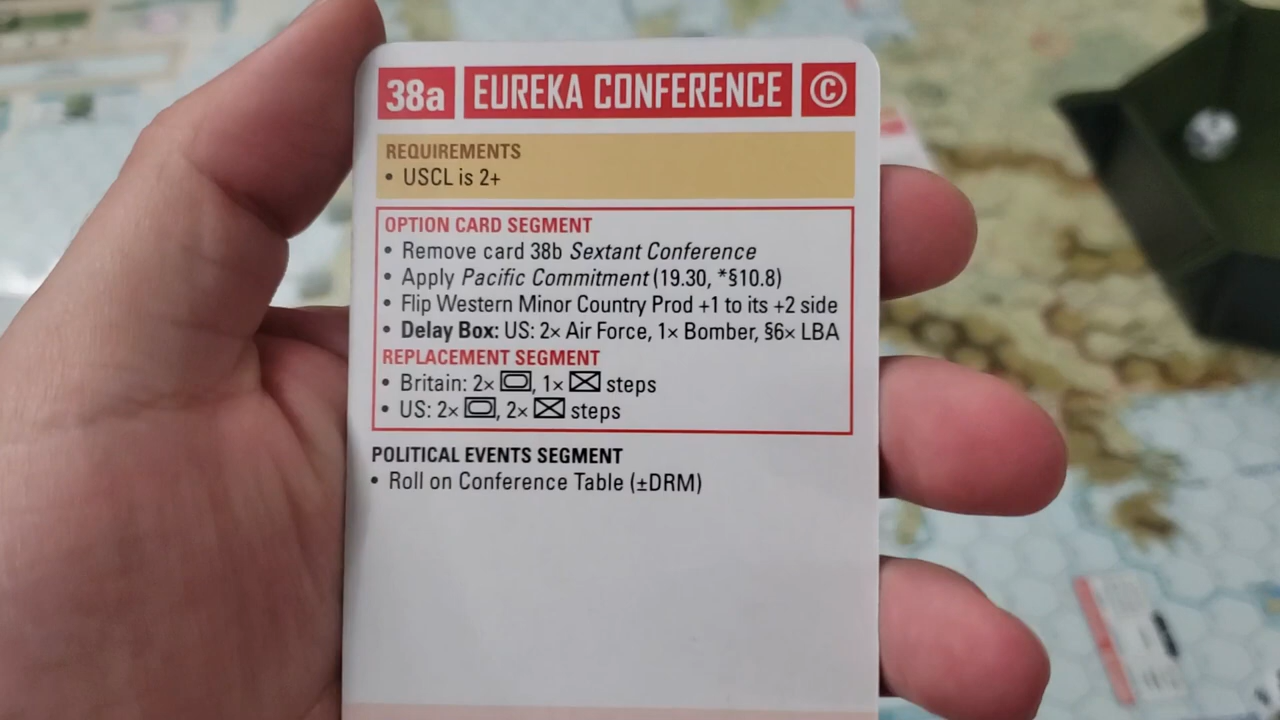 38a EUREKA CONFERENCE ©
REQUIREMENTS
• USCL is 2+
OPTION CARD SEGMENT
• Remove card 38b Sextant Conference
• Apply Pacific Commitment (19.30, *§10.8)
• Flip Western Minor Country Prod +1 to its +2 side
• Delay Box: US: 2× Air Force, 1× Bomber, §6× LBA
REPLACEMENT SEGMENT
• Britain: 2× , 1× steps
• US: 2× , 2× steps
POLITICAL EVENTS SEGMENT
• Roll on Conference Table (±DRM)